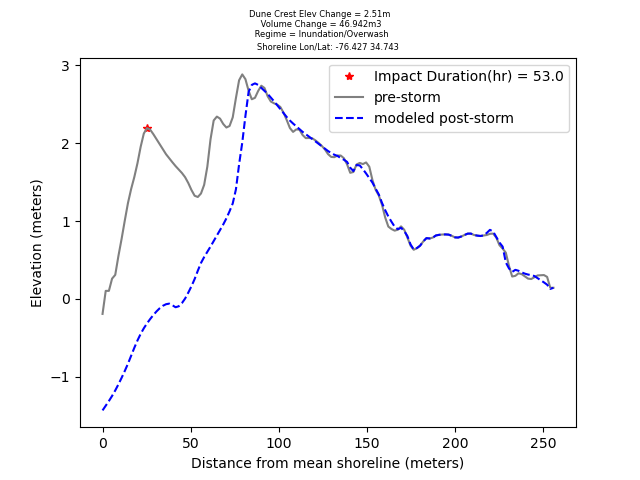 Dune Crest Elev Change = 2.51m
Volume Change = 46.942m3
Regime = Inundation/Overwash
Shoreline Lon/Lat: -76.427 34.743
Impact Duration(hr) = 53.0
pre-storm
modeled post-storm
3
2
1
0
−1
Elevation (meters)
0 50 100 150 200 250
Distance from mean shoreline (meters)